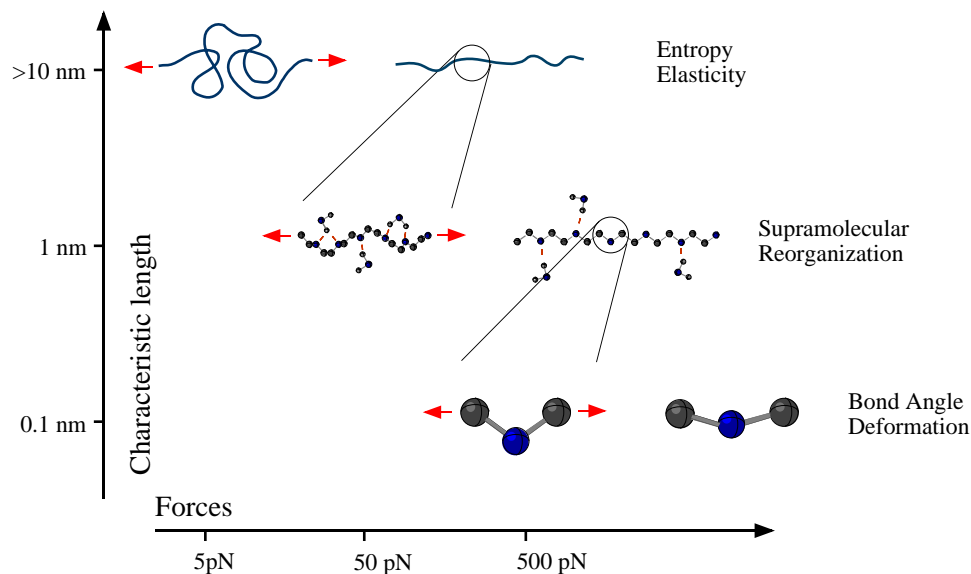 >10 nm
Entropy
Elasticity
1 nm
Supramolecular
Reorganization
Characteristic length
0.1 nm
Bond Angle
Deformation
Forces
5pN
50 pN
500 pN